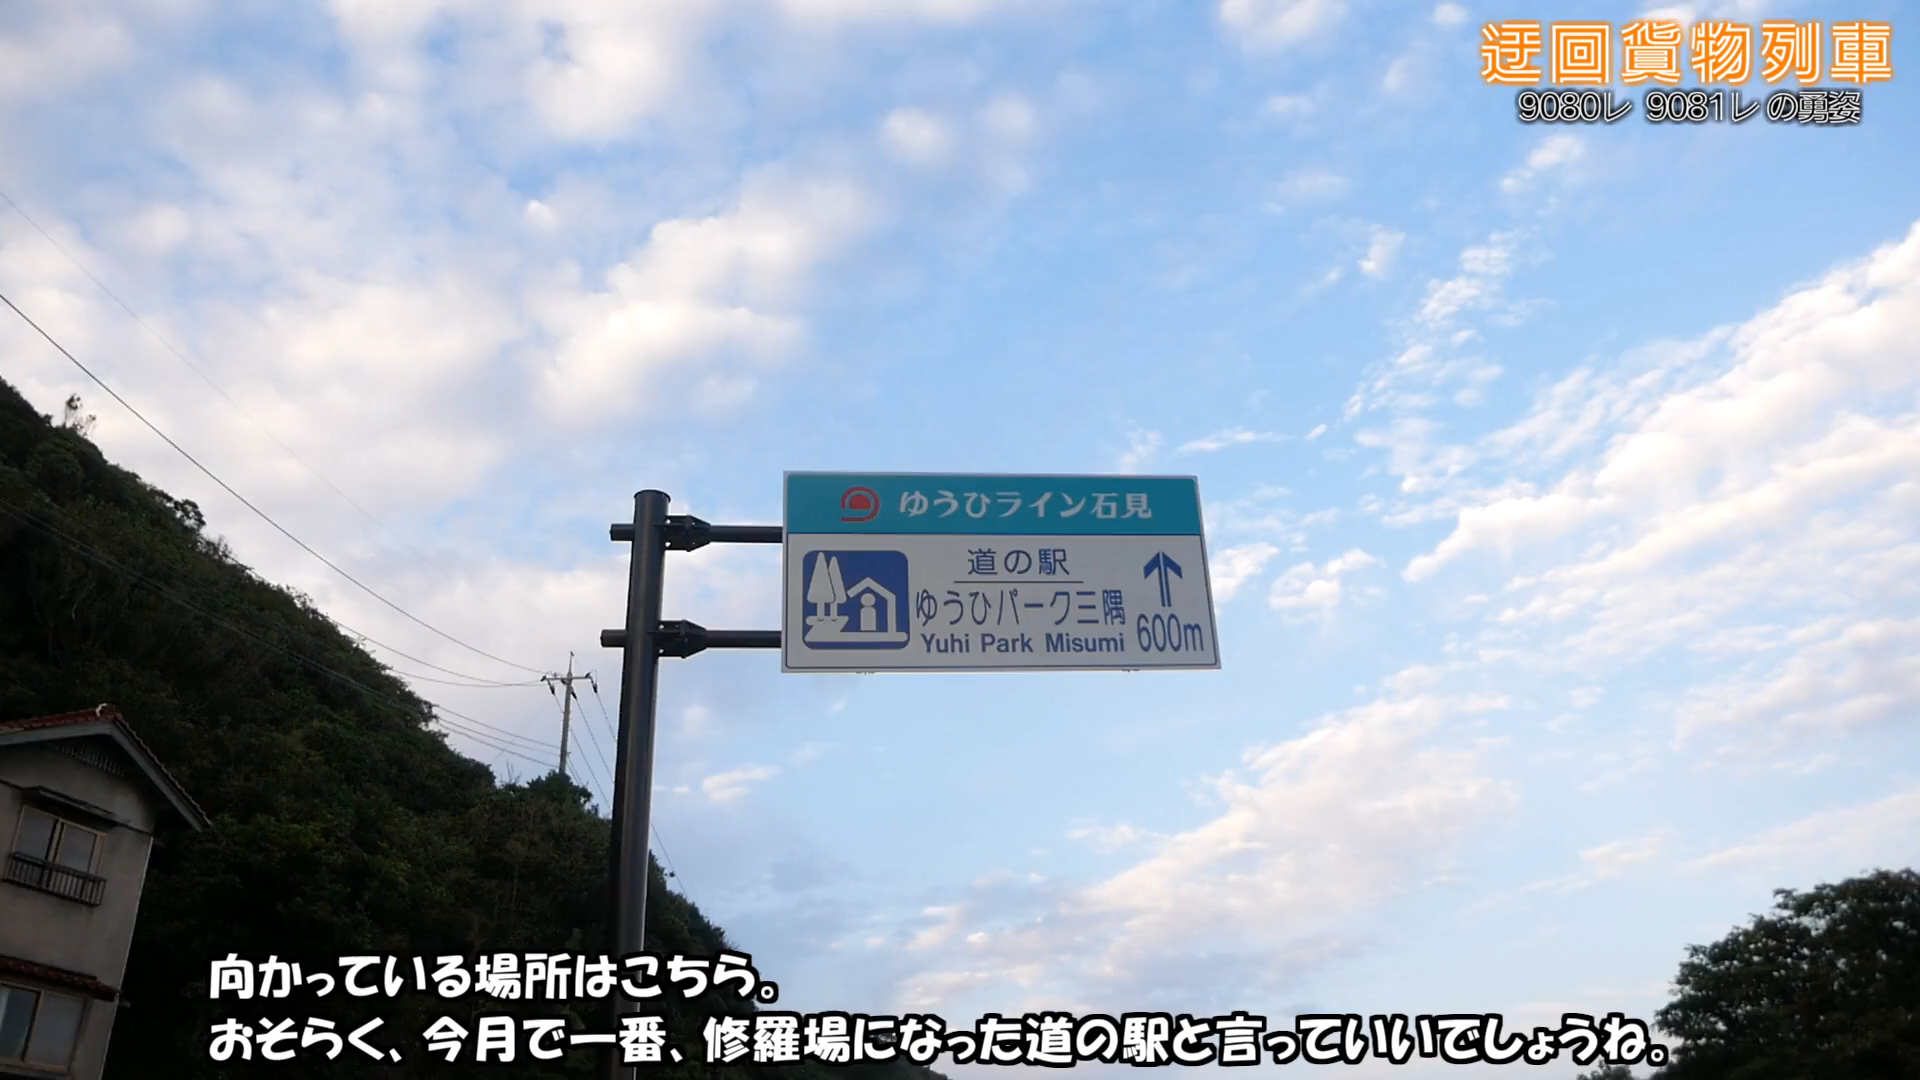 迂回貨物列車
9080レ 9081レの勇姿
ゆうひライン石見
道の駅
ゆうひパーク三隅
Yuhi Park Misumi
600m
向かっている場所はこちら。
おそらく、今月で一番、修羅場になった道の駅と言っていいでしょうね。